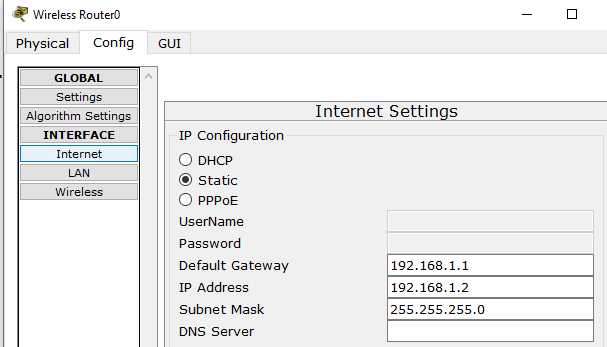 Wireless Router0
Physical Config GUI
GLOBAL
Settings
Algorithm Settings
INTERFACE
Internet
LAN
Wireless
Internet Settings
IP Configuration
DHCP
Static
PPPoE
UserName
Password
Default Gateway 192.168.1.1
IP Address 192.168.1.2
Subnet Mask 255.255.255.0
DNS Server